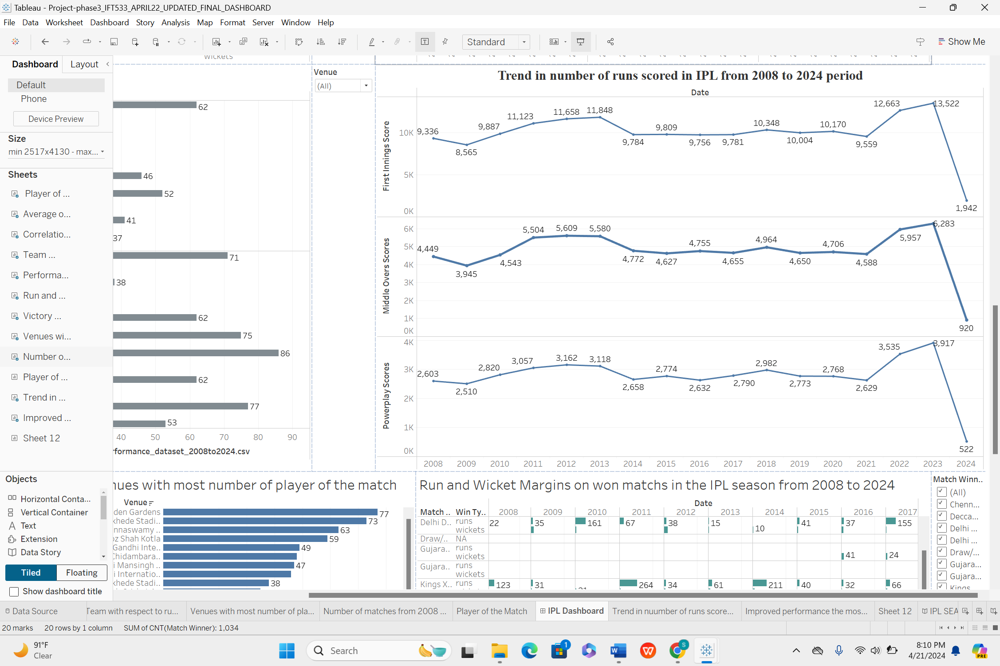 Tableau - Project-phase3_IFT533_APRIL22_UPDATED_FINAL_DASHBOARD
File Data Worksheet Dashboard Story Analysis Map Format Server Window Help
Standard
Show Me
Dashboard Layout
Default
Phone
Device Preview
Size
min 2517x4130 - max...
Sheets
Player of ...
Average o...
Correlatio...
Team ...
Performa...
Run and ...
Victory ...
Venues wi...
Number o...
Player of ...
Trend in ...
Improved ...
Sheet 12
Objects
Horizontal Conta...
Vertical Container
Text
Extension
Data Story
Tiled Floating
Show dashboard title
wickets
62
46
52
41
37
71
38
62
75
86
62
77
53
40 50 60 70 80 90
rformance_dataset_2008to2024.csv
Venue
(All)
Trend in number of runs scored in IPL from 2008 to 2024 period
Date
First Innings Score
10K
5K
0K
9,336 8,565 9,887 11,123 11,658 11,848 9,784 9,809 9,756 9,781 10,348 10,004 10,170 9,559 12,663 13,522 1,942
Middle Overs Scores
6K
5K
4K
3K
2K
1K
0K
4,449 3,945 4,543 5,504 5,609 5,580 4,772 4,627 4,755 4,655 4,964 4,650 4,706 4,588 5,957 6,283 920
Powerplay Scores
4K
3K
2K
1K
0K
2,603 2,510 2,820 3,057 3,162 3,118 2,658 2,774 2,632 2,790 2,982 2,773 2,768 2,629 3,535 3,917 522
2008 2009 2010 2011 2012 2013 2014 2015 2016 2017 2018 2019 2020 2021 2022 2023 2024
nues with most number of player of the match
Venue
den Gardens 77
khede Stadi.. 73
nnaswamy .. 63
oz Shah Kotla 59
Gandhi Inte.. 49
Chidambara..
i Mansingh .. 47
i Internatio..
khede Stadi.. 38
Run and Wicket Margins on won matchs in the IPL season from 2008 to 2024
Date
Match .. Win Ty.. 2008 2009 2010 2011 2012 2013 2014 2015 2016 2017
Delhi D.. runs 22 35 161 67 38 15 10 41 37 155
wickets
Draw/.. NA
Gujara.. runs
wickets 41 24
Gujara.. runs
wickets
Kings X.. runs 123 31 264 34 61 211 40 32 66
Match Winn..
(All)
Chenn...
Decca...
Delhi ...
Delhi ...
Draw/...
Gujara...
Gujara...
Kings
Data Source Team with respect to ru... Venues with most number of pla... Number of matches from 2008 ... Player of the Match IPL Dashboard Trend in nuumber of runs score... Improved performance the mos... Sheet 12 IPL SEA
20 marks 20 rows by 1 column SUM of CNT(Match Winner): 1,034
91°F
Clear
Search
1
S
W
PRE
8:10 PM
4/21/2024